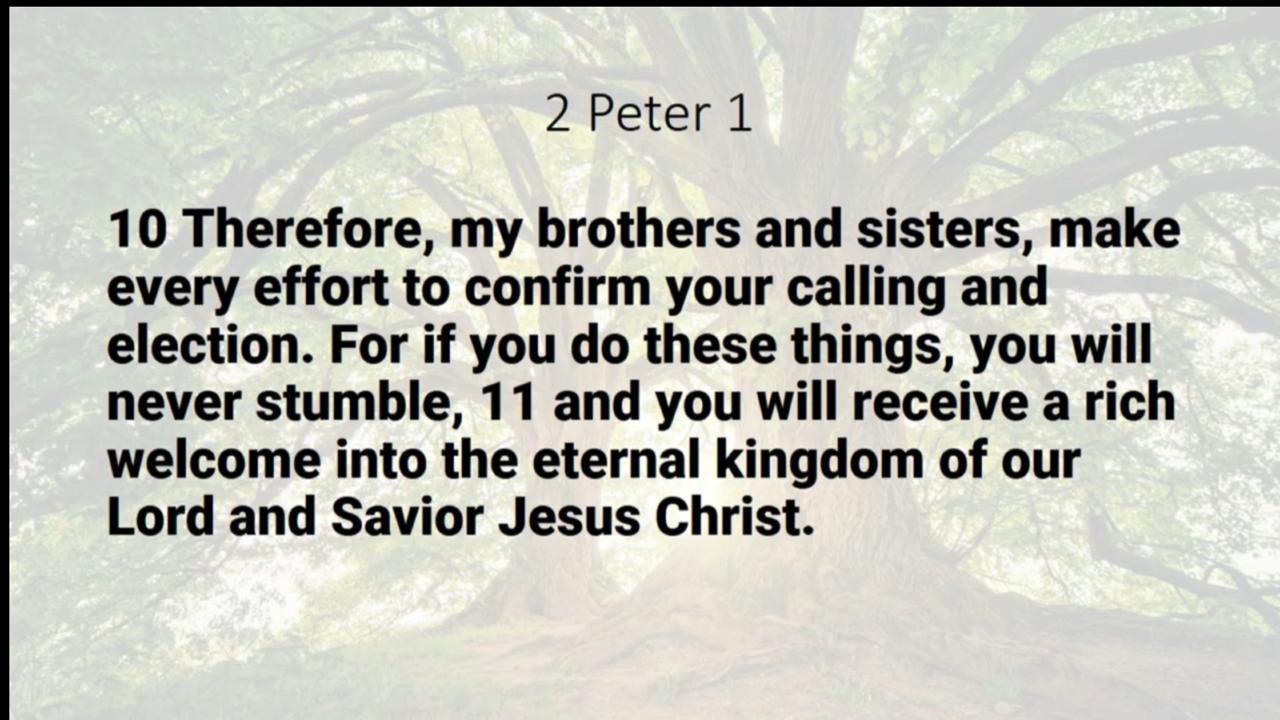 2 Peter 1
10 Therefore, my brothers and sisters, make
every effort to confirm your calling and
election. For if you do these things, you will
never stumble, 11 and you will receive a rich
welcome into the eternal kingdom of our
Lord and Savior Jesus Christ.